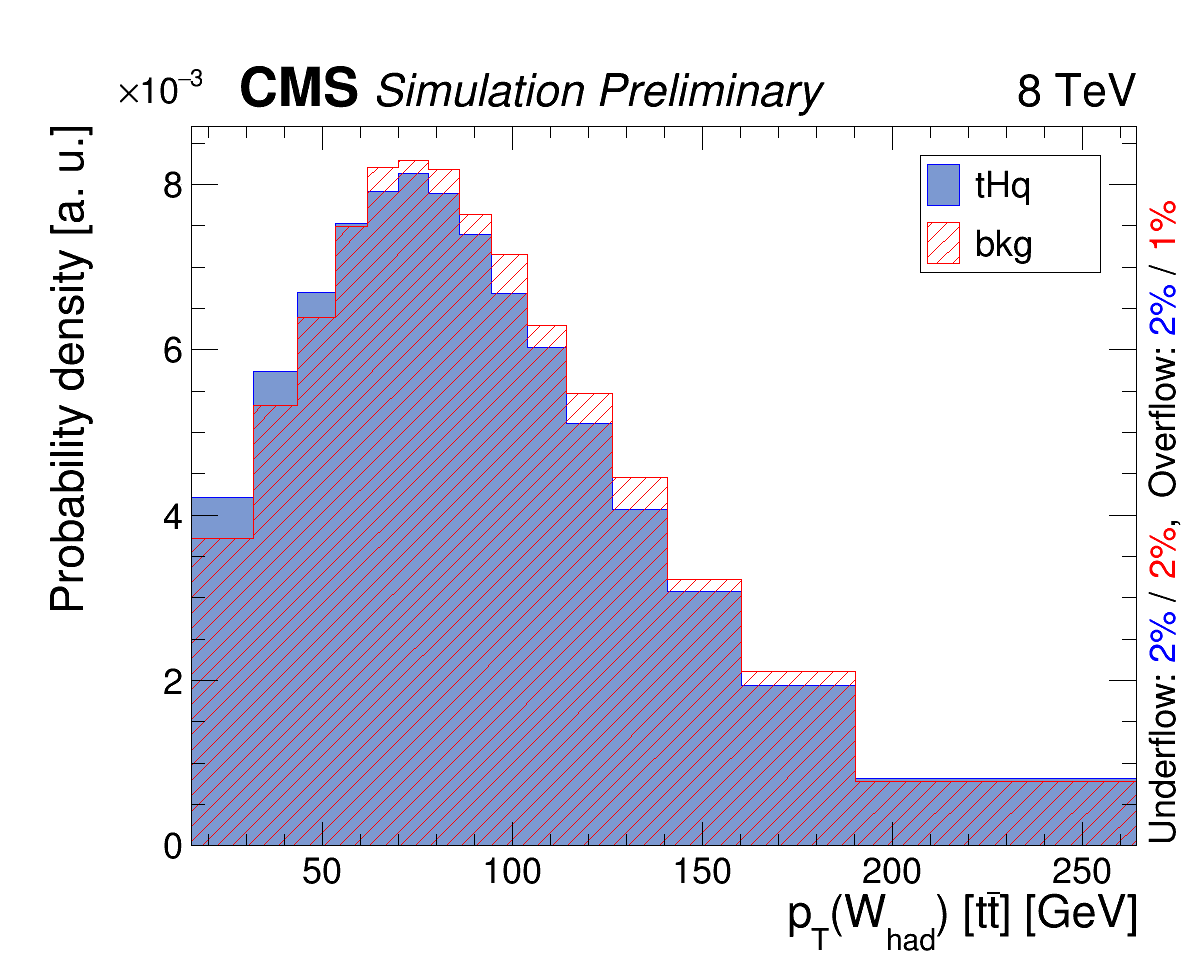 ×10⁻³ CMS Simulation Preliminary 8 TeV
Probability density [a. u.]
8
6
4
2
0
tHq
bkg
50 100 150 200 250
p_T(W_had) [tt̄] [GeV]
Underflow: 2% / 2%, Overflow: 2% / 1%